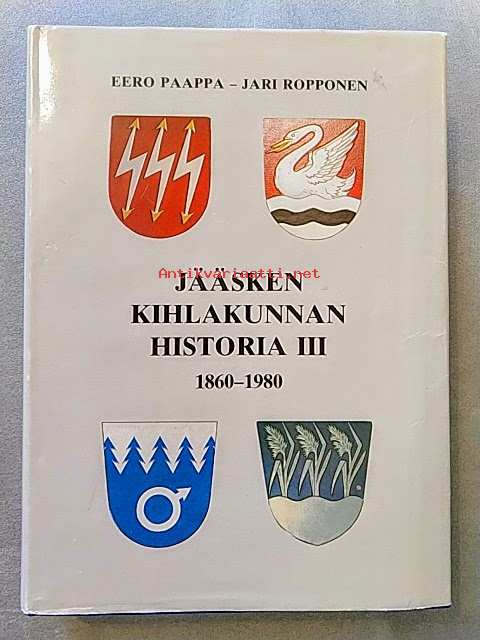 EERO PAAPPA – JARI ROPPONEN
Antikvariaatti.net
JÄÄSKEN
KIHLAKUNNAN
HISTORIA III
1860–1980